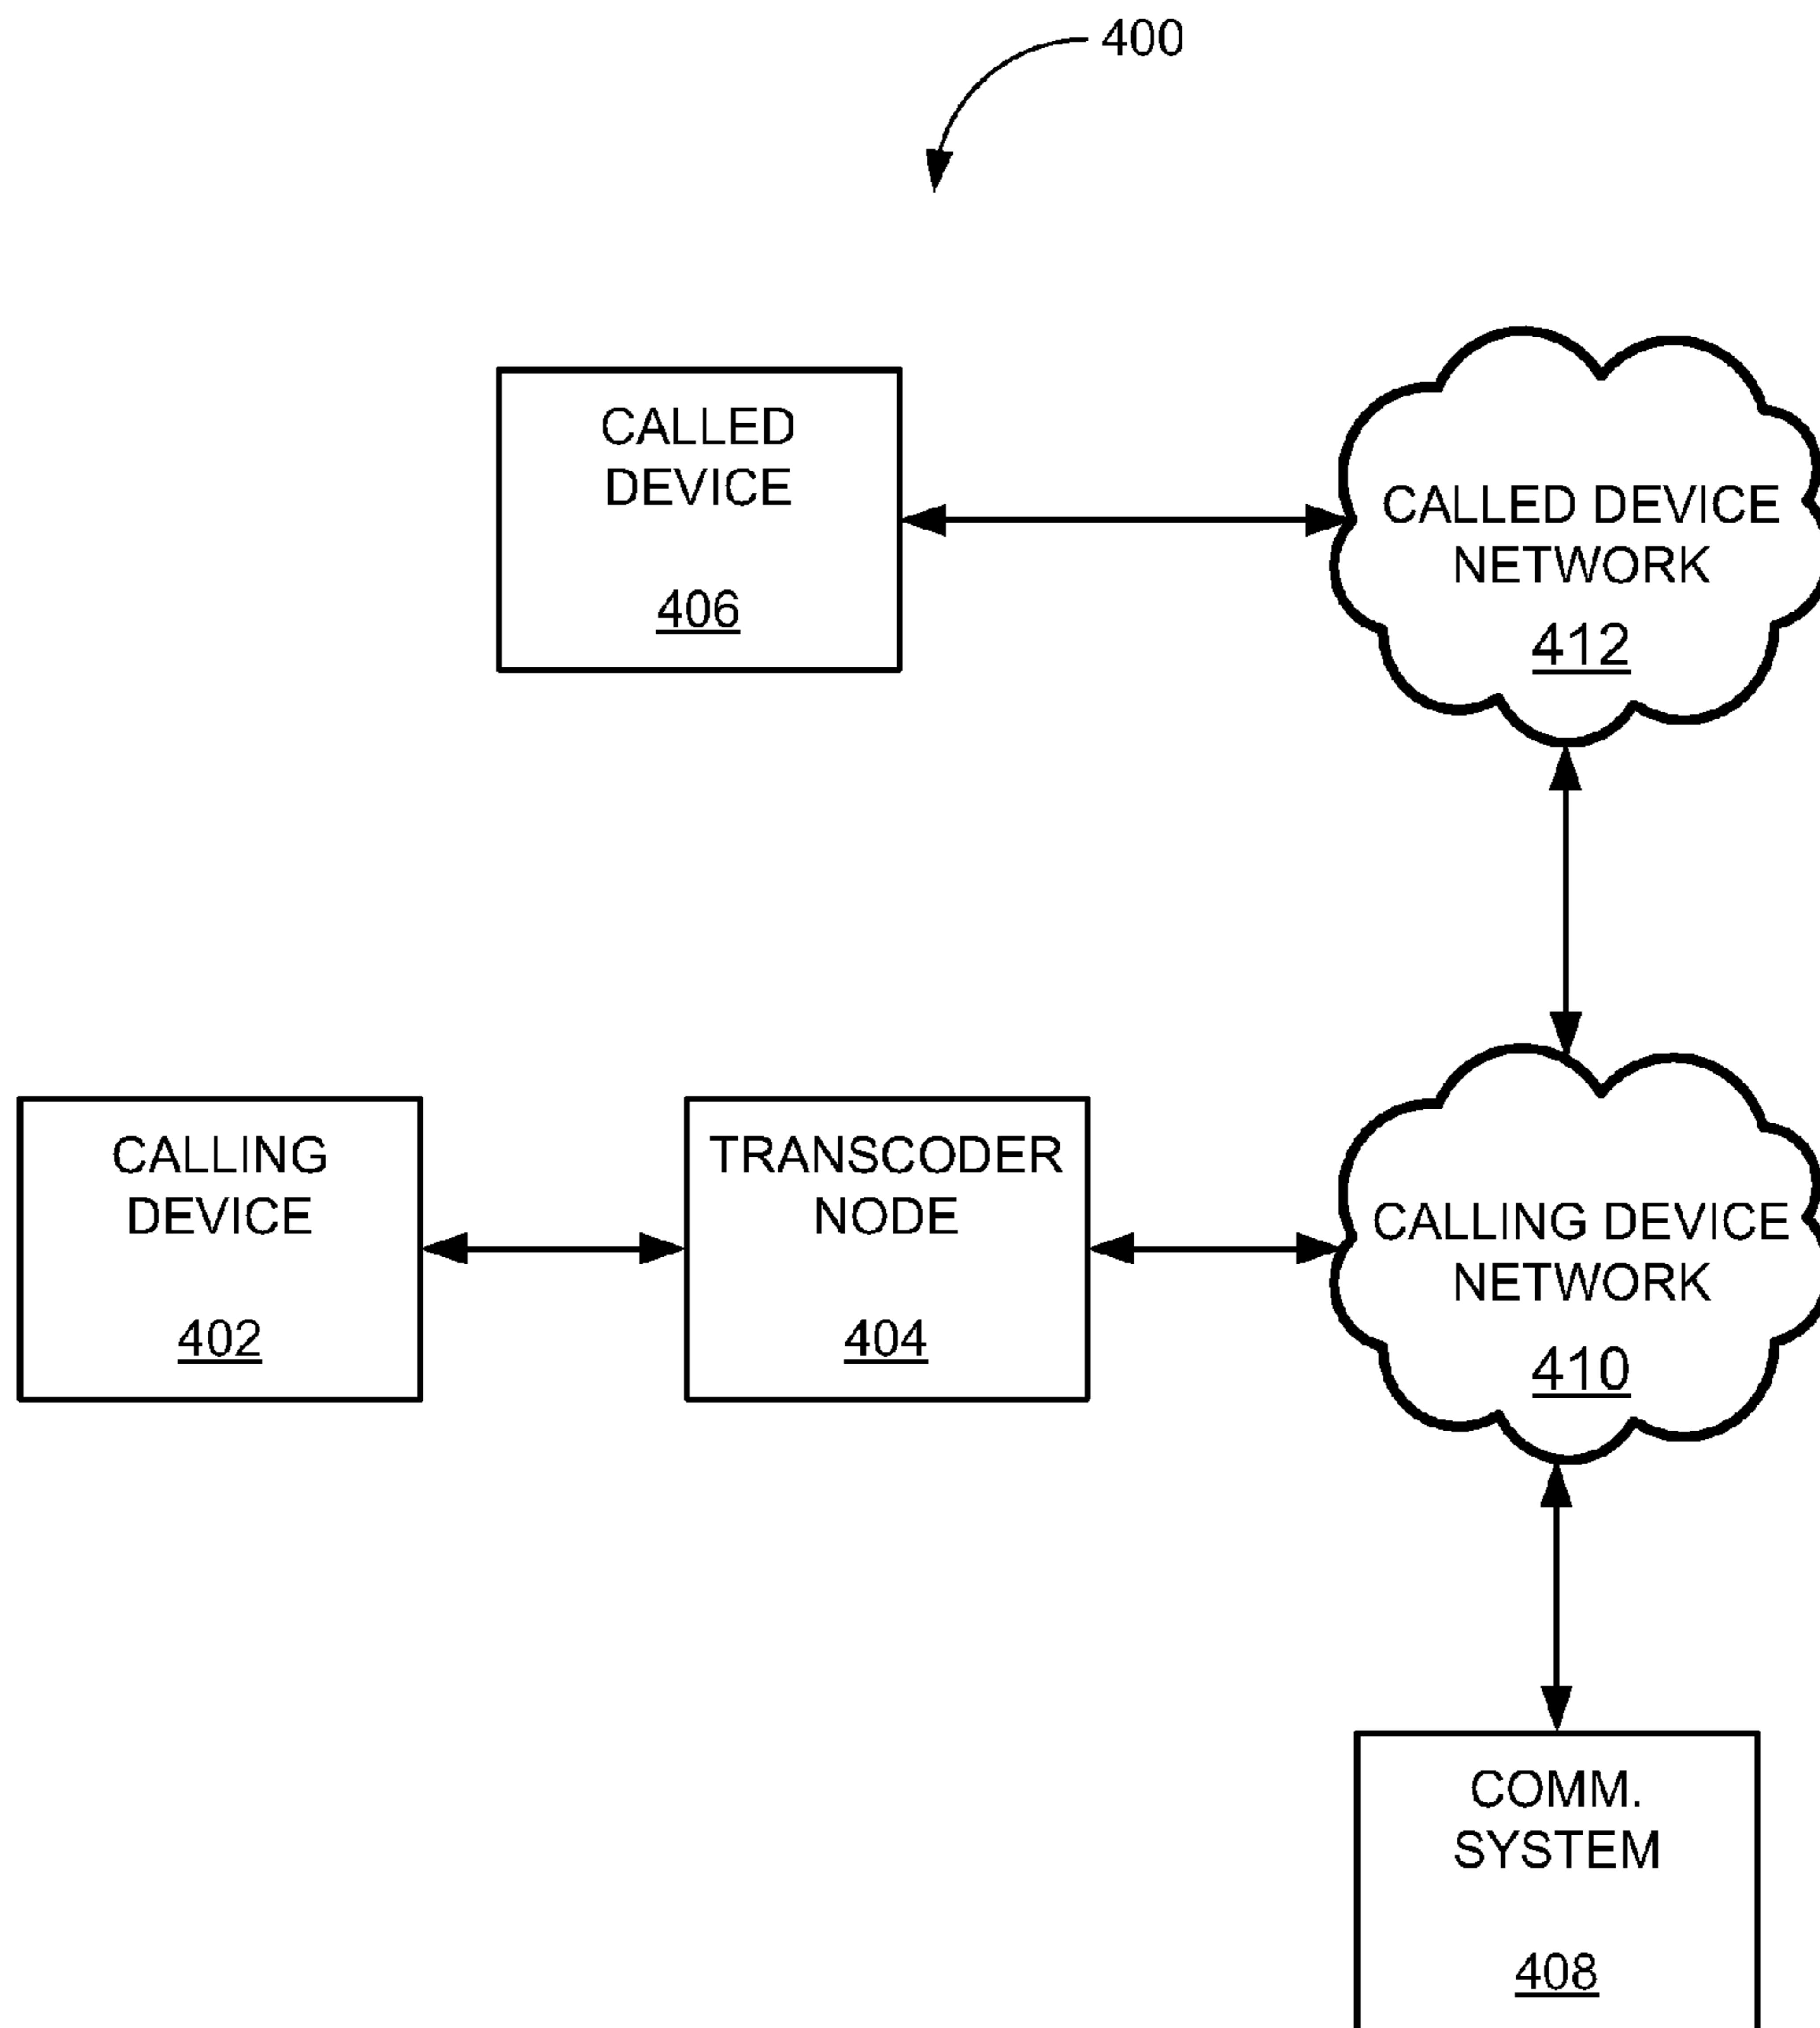 400
CALLED
DEVICE
406
CALLED DEVICE
NETWORK
412
CALLING
DEVICE
402
TRANSCODER
NODE
404
CALLING DEVICE
NETWORK
410
COMM.
SYSTEM
408